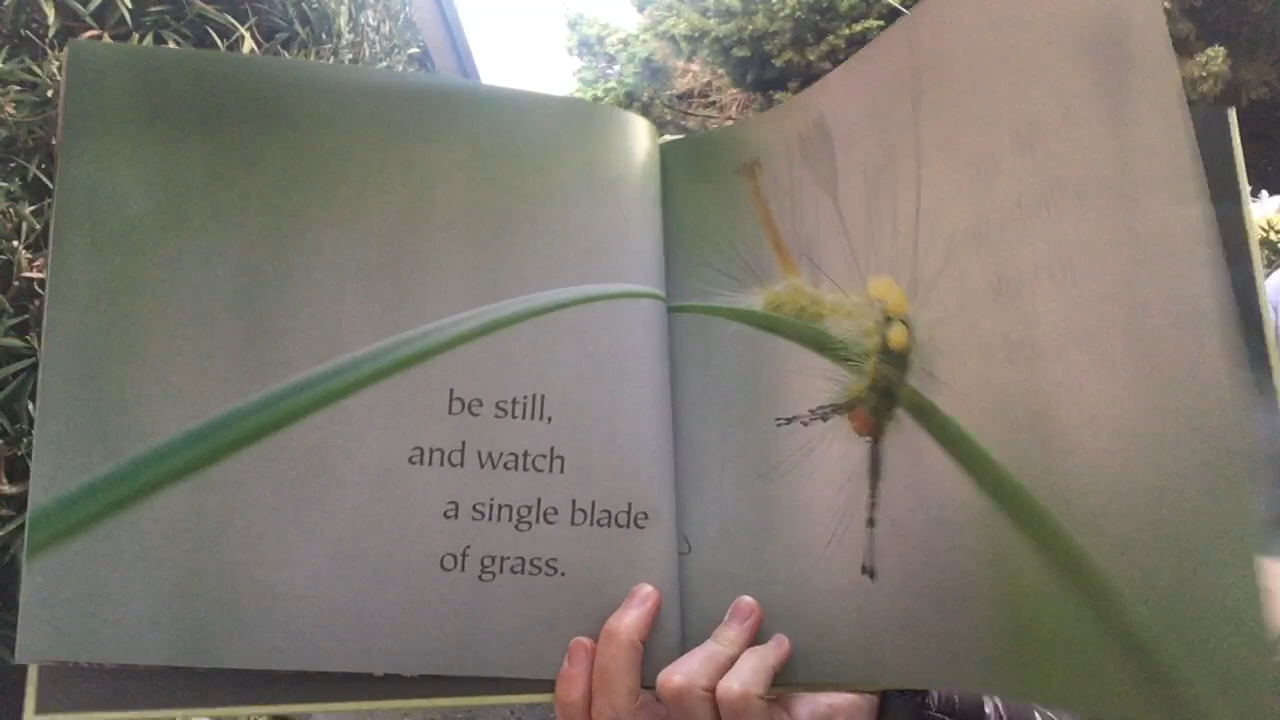 be still,
and watch
a single blade
of grass.